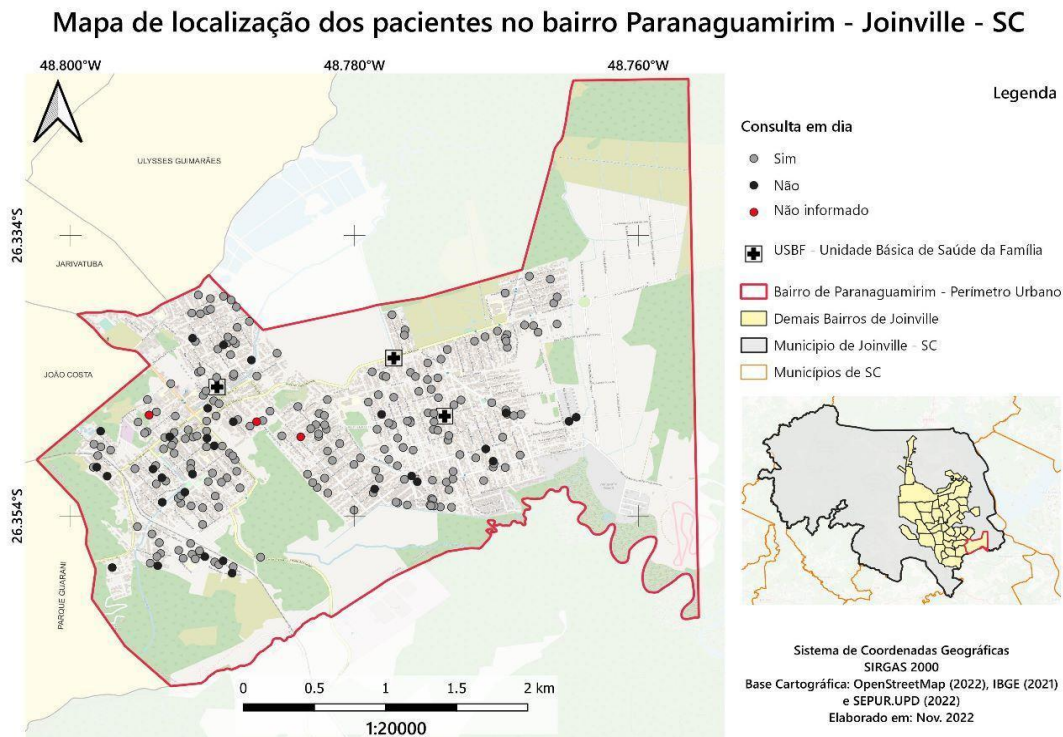 Mapa de localização dos pacientes no bairro Paranaguamirim - Joinville - SC
48.800°W
48.780°W
48.760°W
26.334°S
26.354°S
ULYSSES GUIMARÃES
JARIVATUBA
JOÃO COSTA
PARQUE GUARANI
0 0.5 1 1.5 2 km
1:20000
Legenda
Consulta em dia
Sim
Não
Não informado
USBF - Unidade Básica de Saúde da Família
Bairro de Paranaguamirim - Perímetro Urbano
Demais Bairros de Joinville
Municipio de Joinville - SC
Municípios de SC
Sistema de Coordenadas Geográficas
SIRGAS 2000
Base Cartográfica: OpenStreetMap (2022), IBGE (2021)
e SEPUR.UPD (2022)
Elaborado em: Nov. 2022